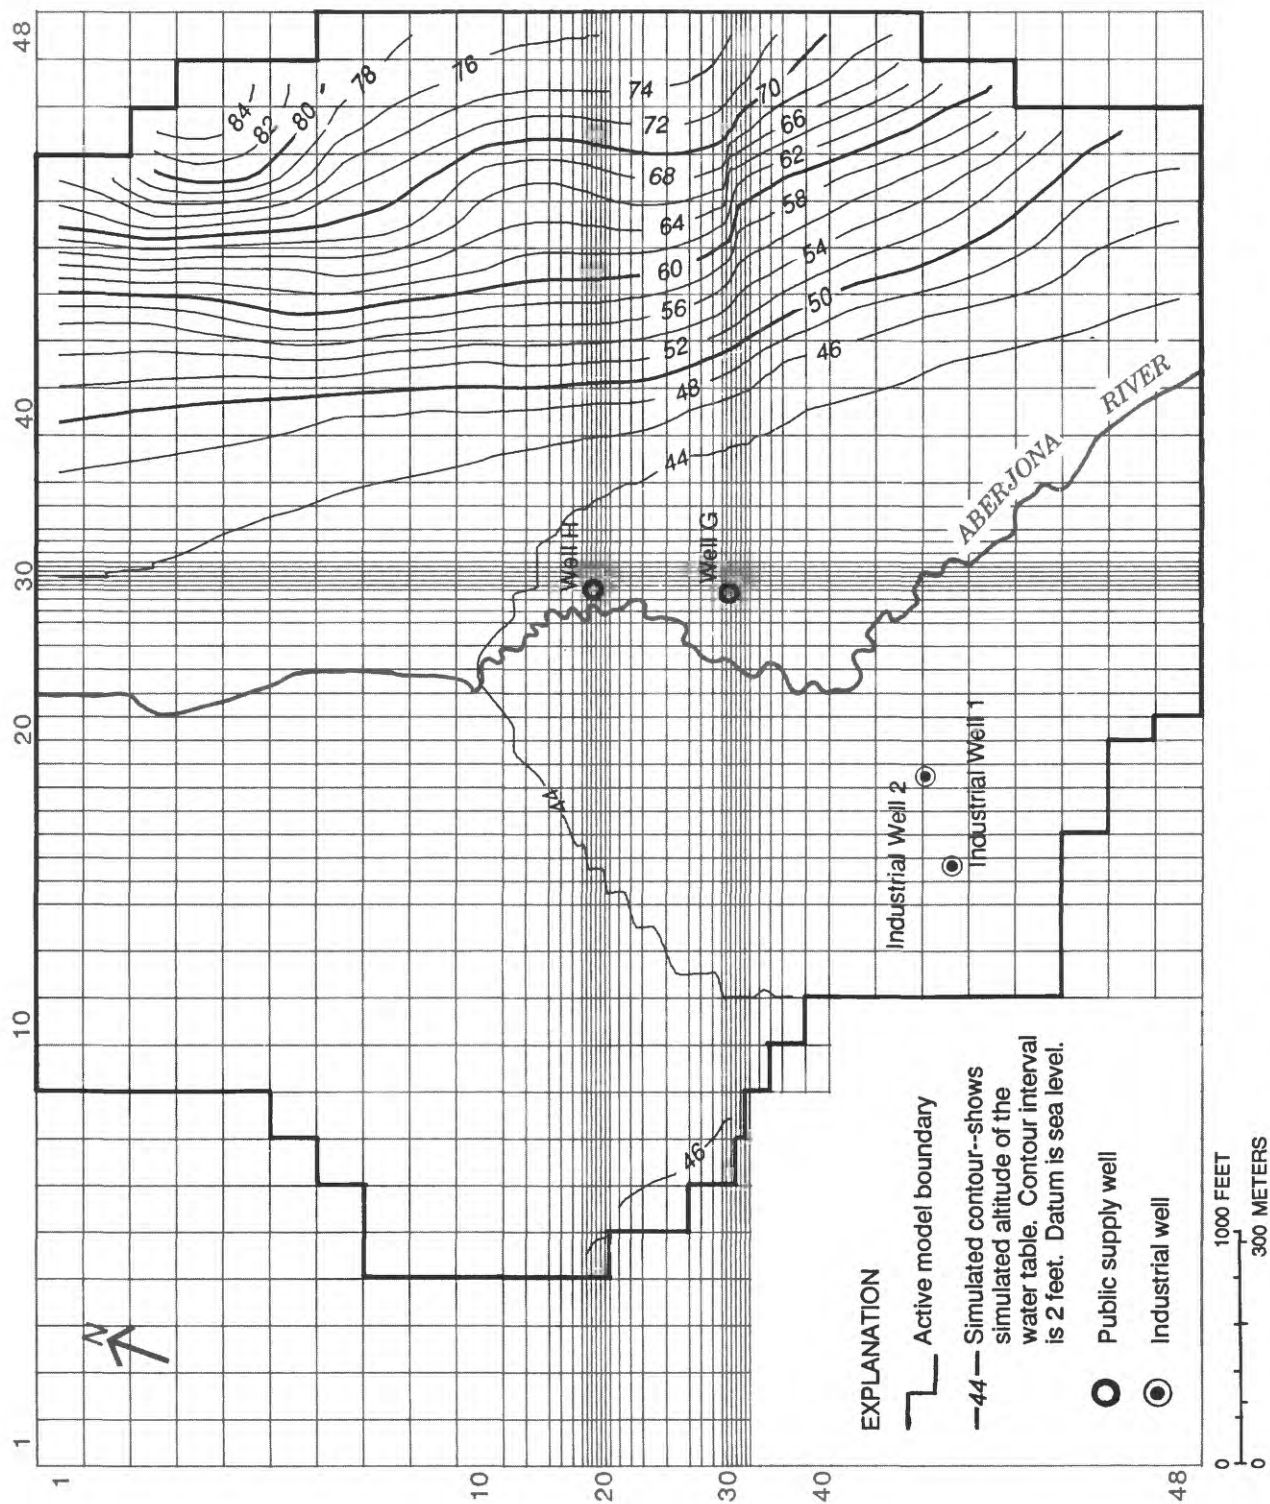 48
40
30
20
10
1
1
10
20
30
40
48
84
82
80
78
76
74
72
70
68
66
64
62
60
58
56
54
52
50
48
46
44
44
46
Well H
Well G
ABERJONA RIVER
Industrial Well 2
Industrial Well 1
N
EXPLANATION
Active model boundary
—44— Simulated contour--shows
simulated altitude of the
water table. Contour interval
is 2 feet. Datum is sea level.
Public supply well
Industrial well
0 1000 FEET
0 300 METERS